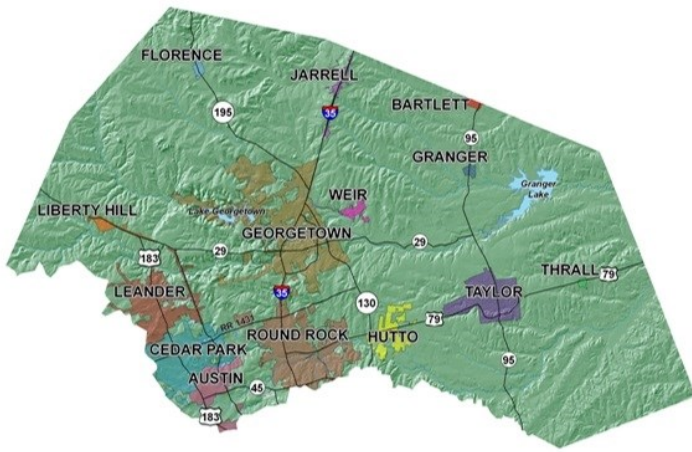 FLORENCE
JARRELL
BARTLETT
195
35
95
GRANGER
Granger
Lake
WEIR
Lake Georgetown
LIBERTY HILL
GEORGETOWN
29
29
183
THRALL
79
LEANDER
35
130
TAYLOR
RR 1431
ROUND ROCK
HUTTO
79
CEDAR PARK
95
AUSTIN
45
183